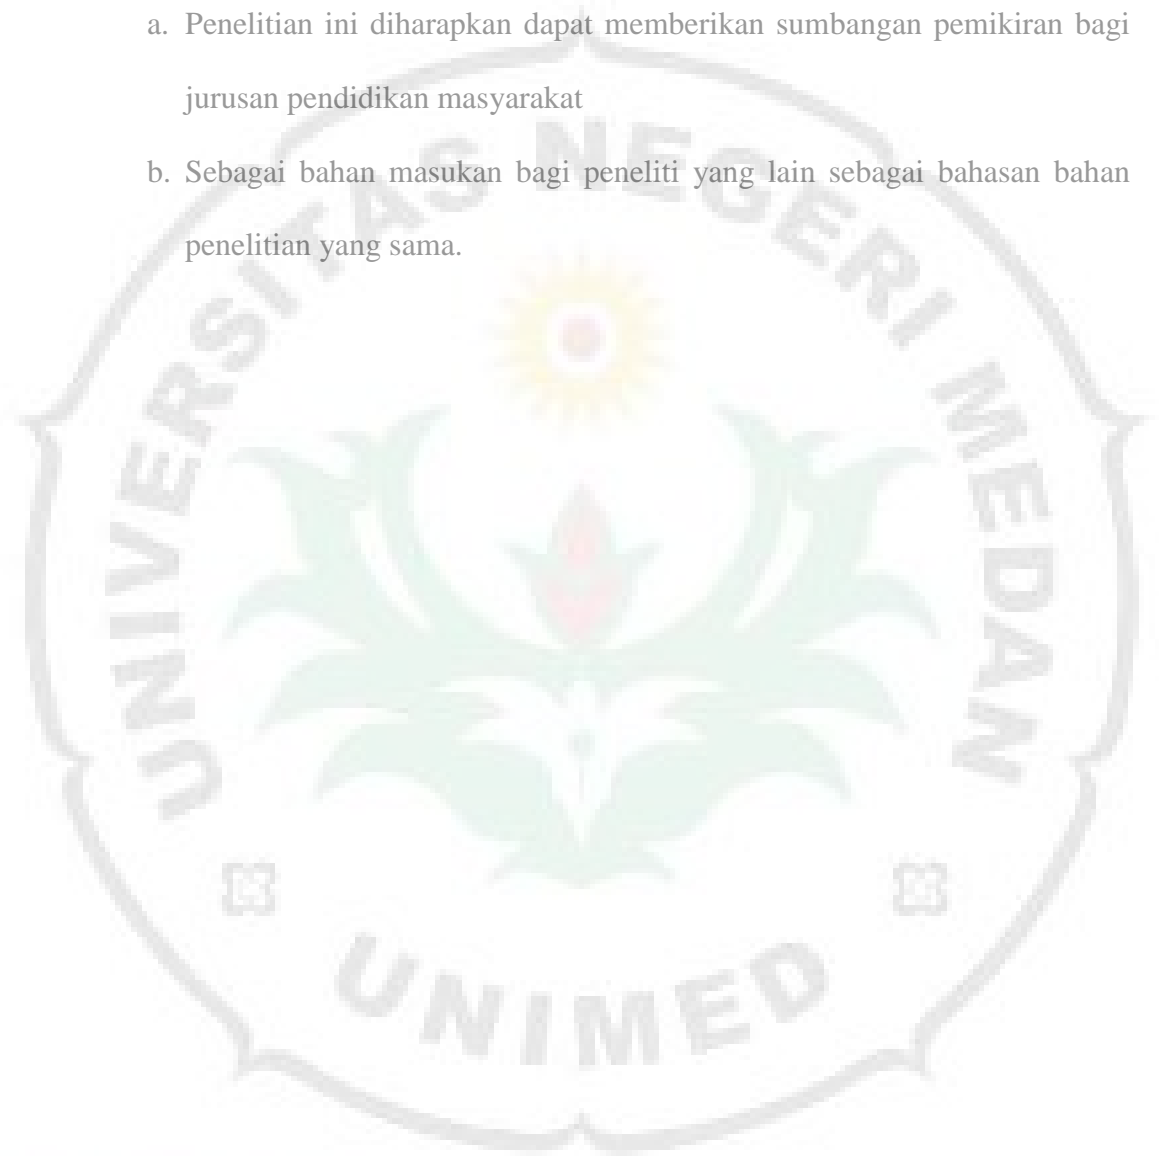 a. Penelitian ini diharapkan dapat memberikan sumbangan pemikiran bagi
jurusan pendidikan masyarakat
b. Sebagai bahan masukan bagi peneliti yang lain sebagai bahasan bahan
penelitian yang sama.
UNIVERSITAS NEGERI MEDAN
UNIMED